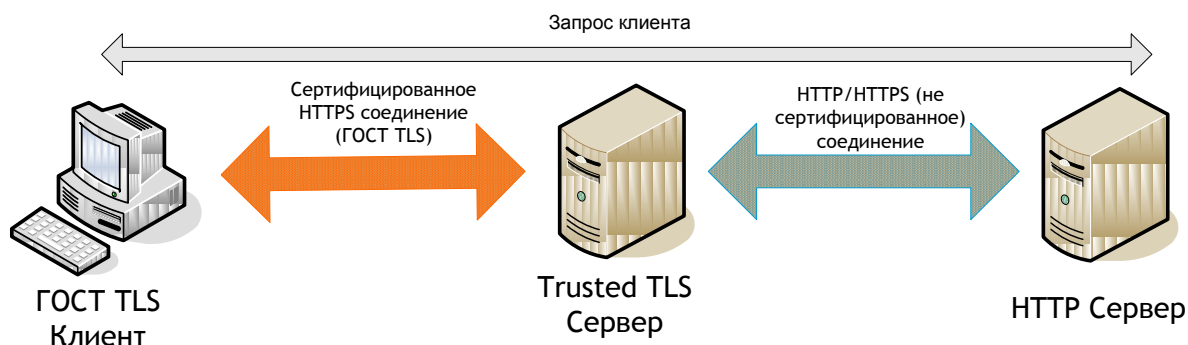 Запрос клиента
Сертифицированное
HTTPS соединение
(ГОСТ TLS)
HTTP/HTTPS (не
сертифицированное)
соединение
ГОСТ TLS
Клиент
Trusted TLS
Сервер
HTTP Сервер